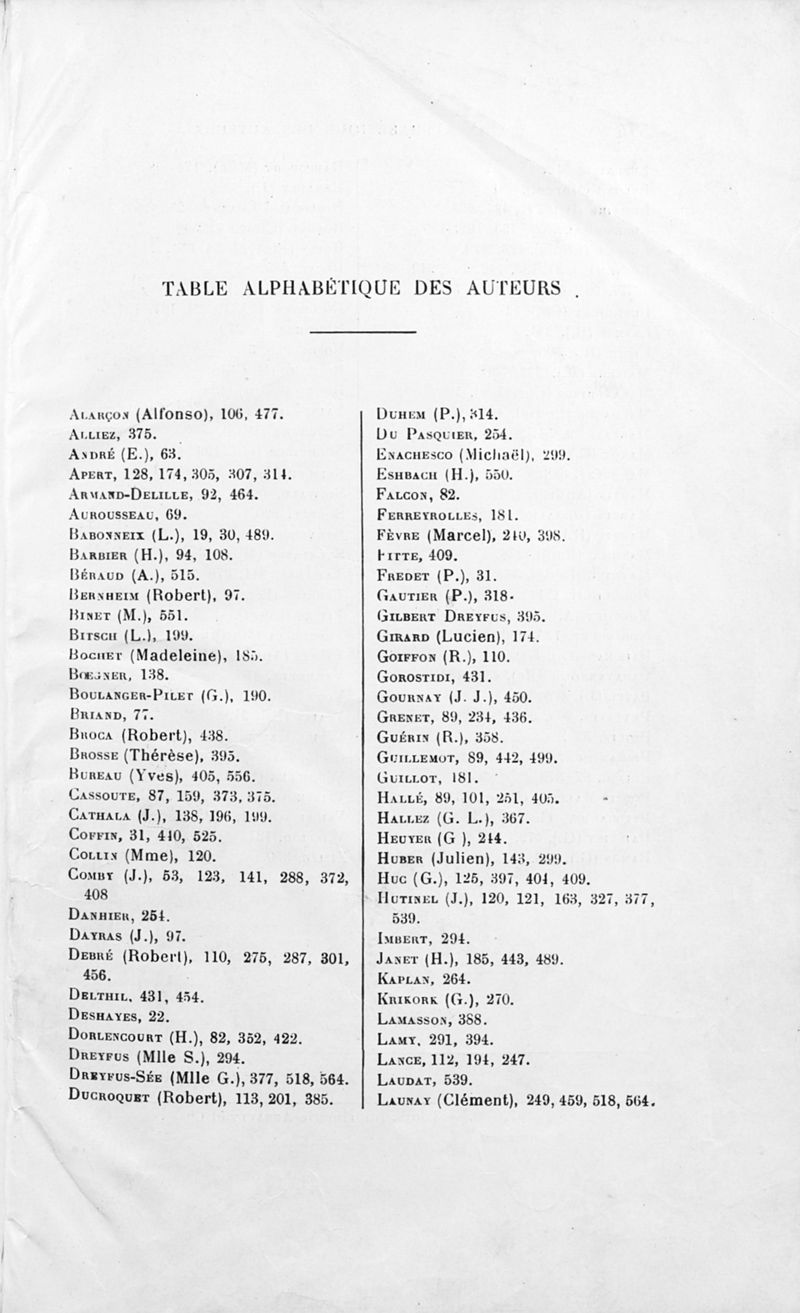 TABLE ALPHABÉTIQUE DES AUTEURS
ALARÇON (Alfonso), 106, 477.
ALLIEZ, 375.
ANDRÉ (E.), 63.
APERT, 128, 174, 305, 307, 314.
ARMAND-DELILLE, 92, 464.
AUROUSSEAU, 69.
BABONNEIX (L.), 19, 30, 489.
BARBIER (H.), 94, 108.
BÉRAUD (A.), 515.
BERNHEIM (Robert), 97.
BINET (M.), 551.
BITSCH (L.), 199.
BOCHET (Madeleine), 185.
BŒGNER, 138.
BOULANGER-PILET (G.), 190.
BRIAND, 77.
BROCA (Robert), 438.
BROSSE (Thérèse), 395.
BUREAU (Yves), 405, 556.
CASSOUTE, 87, 159, 373, 375.
CATHALA (J.), 138, 196, 199.
COFFIN, 31, 440, 525.
COLLIN (Mme), 120.
COMBY (J.), 53, 123, 141, 288, 372,
408
DANHIER, 254.
DAYRAS (J.), 97.
DEBRÉ (Robert), 110, 275, 287, 301,
456.
DELTHIL, 431, 454.
DESHAYES, 22.
DORLENCOURT (H.), 82, 352, 422.
DREYFUS (Mlle S.), 294.
DREYFUS-SÉE (Mlle G.), 377, 518, 564.
DUCROQUET (Robert), 113, 201, 385.
DUHEM (P.), 314.
DU PASQUIER, 254.
ENACHESCO (Michaël), 299.
ESHBACH (H.), 550.
FALCON, 82.
FERREYROLLES, 181.
FÈVRE (Marcel), 240, 398.
FITTE, 409.
FREDET (P.), 31.
GAUTIER (P.), 318.
GILBERT DREYFUS, 395.
GIRARD (Lucien), 174.
GOIFFON (R.), 110.
GOROSTIDI, 431.
GOURNAY (J. J.), 450.
GRENET, 89, 234, 436.
GUÉRIN (R.), 358.
GUILLEMOT, 89, 442, 499.
GUILLOT, 181.
HALLÉ, 89, 101, 251, 405.
HALLEZ (G. L.), 367.
HEUYER (G ), 244.
HUBER (Julien), 143, 299.
HUC (G.), 125, 397, 404, 409.
HUTINEL (J.), 120, 121, 163, 327, 377,
539.
IMBERT, 294.
JANET (H.), 185, 443, 489.
KAPLAN, 264.
KRIKORK (G.), 270.
LAMASSON, 388.
LAMY, 291, 394.
LANCE, 112, 194, 247.
LAUDAT, 539.
LAUNAY (Clément), 249, 459, 518, 564.